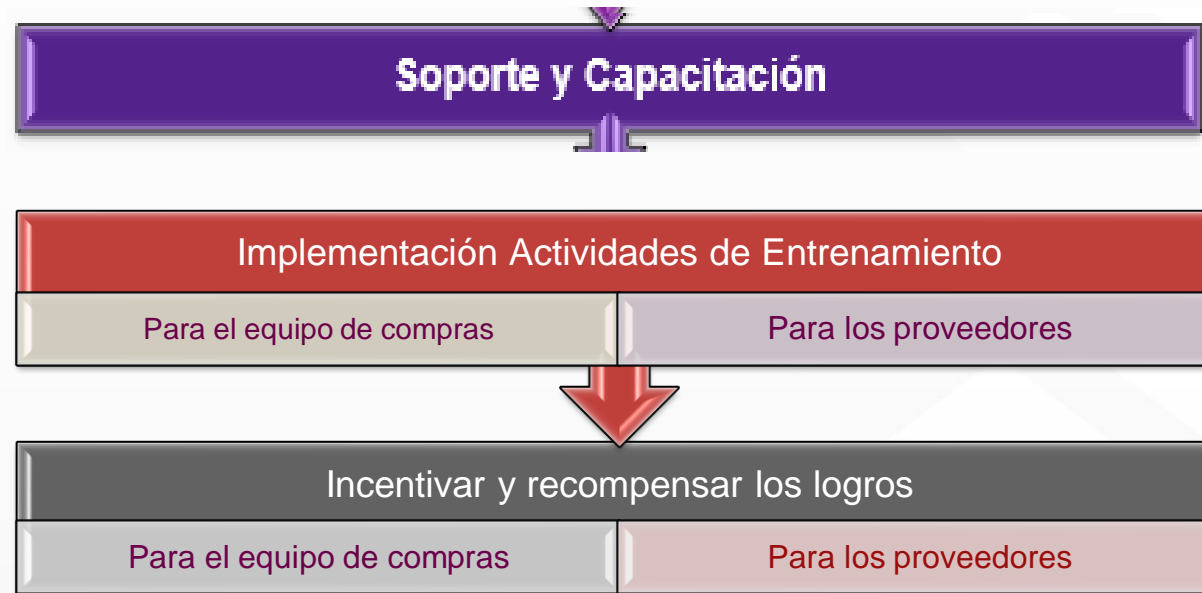 Soporte y Capacitación
Implementación Actividades de Entrenamiento
Para el equipo de compras
Para los proveedores
Incentivar y recompensar los logros
Para el equipo de compras
Para los proveedores